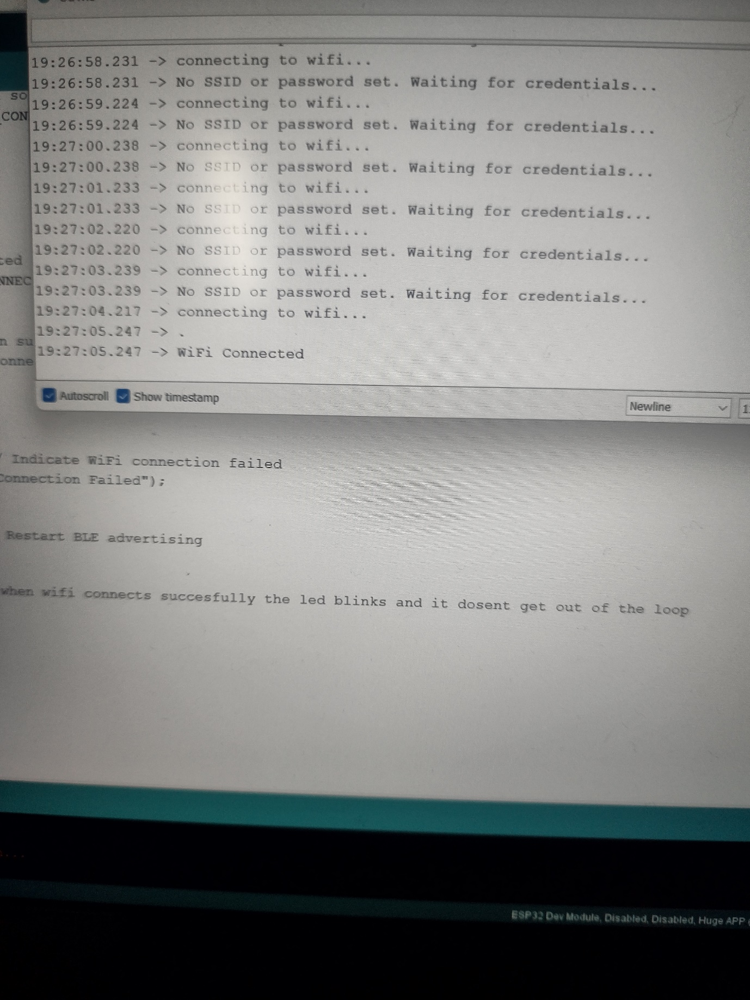 19:26:58.231 -> connecting to wifi...
19:26:58.231 -> No SSID or password set. Waiting for credentials...
so
19:26:59.224 -> connecting to wifi...
CON
19:26:59.224 -> No SSID or password set. Waiting for credentials...
19:27:00.238 -> connecting to wifi...
19:27:00.238 -> No SSID or password set. Waiting for credentials...
19:27:01.233 -> connecting to wifi...
19:27:01.233 -> No SSID or password set. Waiting for credentials...
19:27:02.220 -> connecting to wifi...
19:27:02.220 -> No SSID or password set. Waiting for credentials...
ted
19:27:03.239 -> connecting to wifi...
NNEC
19:27:03.239 -> No SSID or password set. Waiting for credentials...
19:27:04.217 -> connecting to wifi...
19:27:05.247 -> .
n su
19:27:05.247 -> WiFi Connected
onne
Autoscroll Show timestamp
Newline
/ Indicate WiFi connection failed
Connection Failed");
Restart BLE advertising
when wifi connects succesfully the led blinks and it dosent get out of the loop
ESP32 Dev Module, Disabled, Disabled, Huge APP